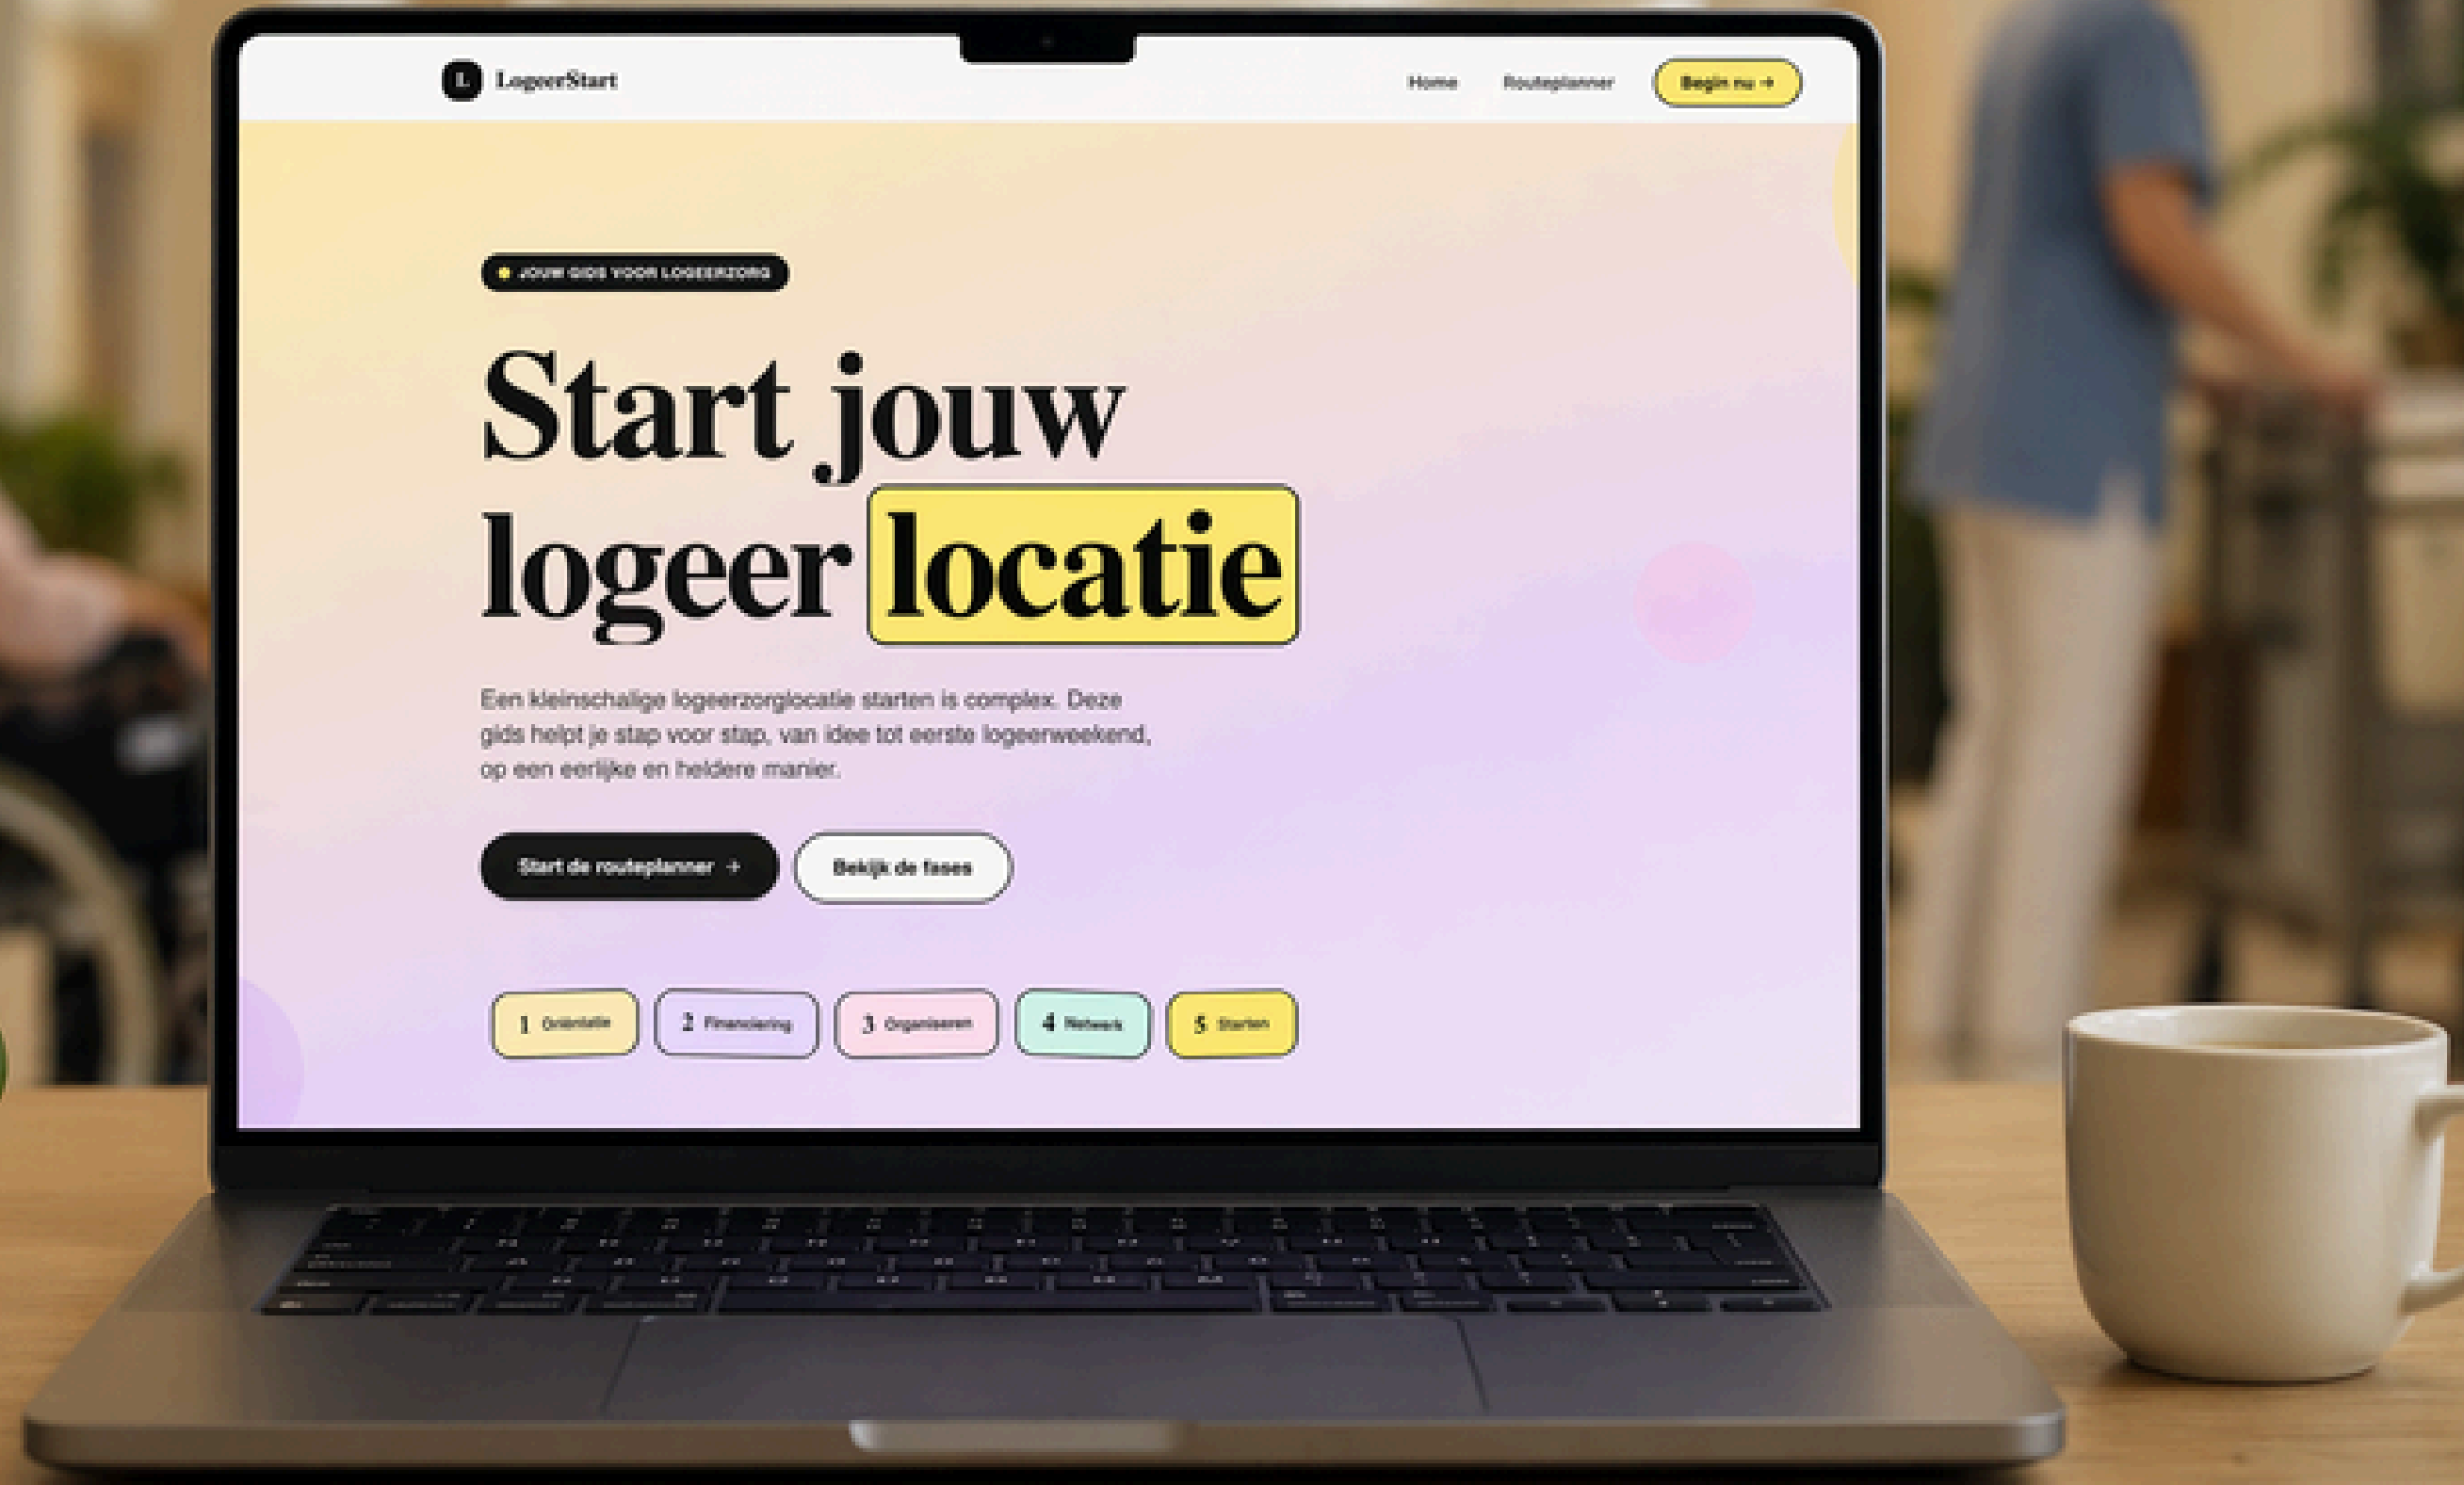 L LogeerStart
Home Routeplanner Begin nu →
JOUW GIDS VOOR LOGEERZORG
Start jouw
logeer locatie
Een kleinschalige logeerzorglocatie starten is complex. Deze
gids helpt je stap voor stap, van idee tot eerste logeerweekend,
op een eerlijke en heldere manier.
Start de routeplanner →
Bekijk de fases
1 Oriëntatie
2 Financiering
3 Organiseren
4 Netwerk
5 Starten